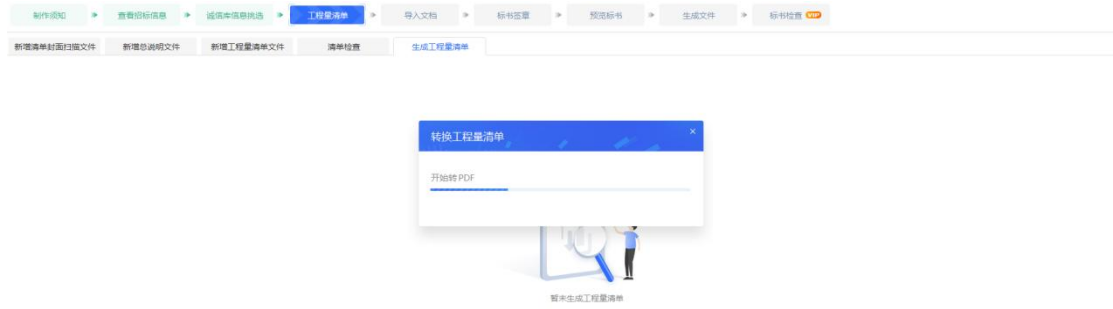 制作须知 查看招标信息 诚信库信息挑选 工程量清单 导入文档 标书签章 预览标书 生成文件 标书检查 VIP
新增清单封面扫描文件 新增总说明文件 新增工程量清单文件 清单检查 生成工程量清单
转换工程量清单 ×
开始转PDF
暂未生成工程量清单